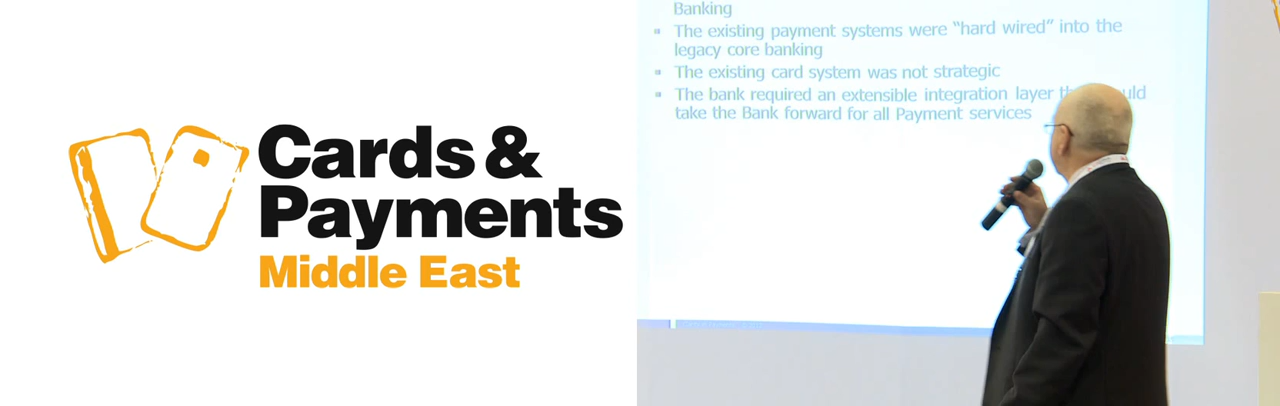 Cards &
Payments
Middle East
Banking
▪ The existing payment systems were “hard wired” into the
legacy core banking
▪ The existing card system was not strategic
▪ The bank required an extensible integration layer
take the Bank forward for all Payment services